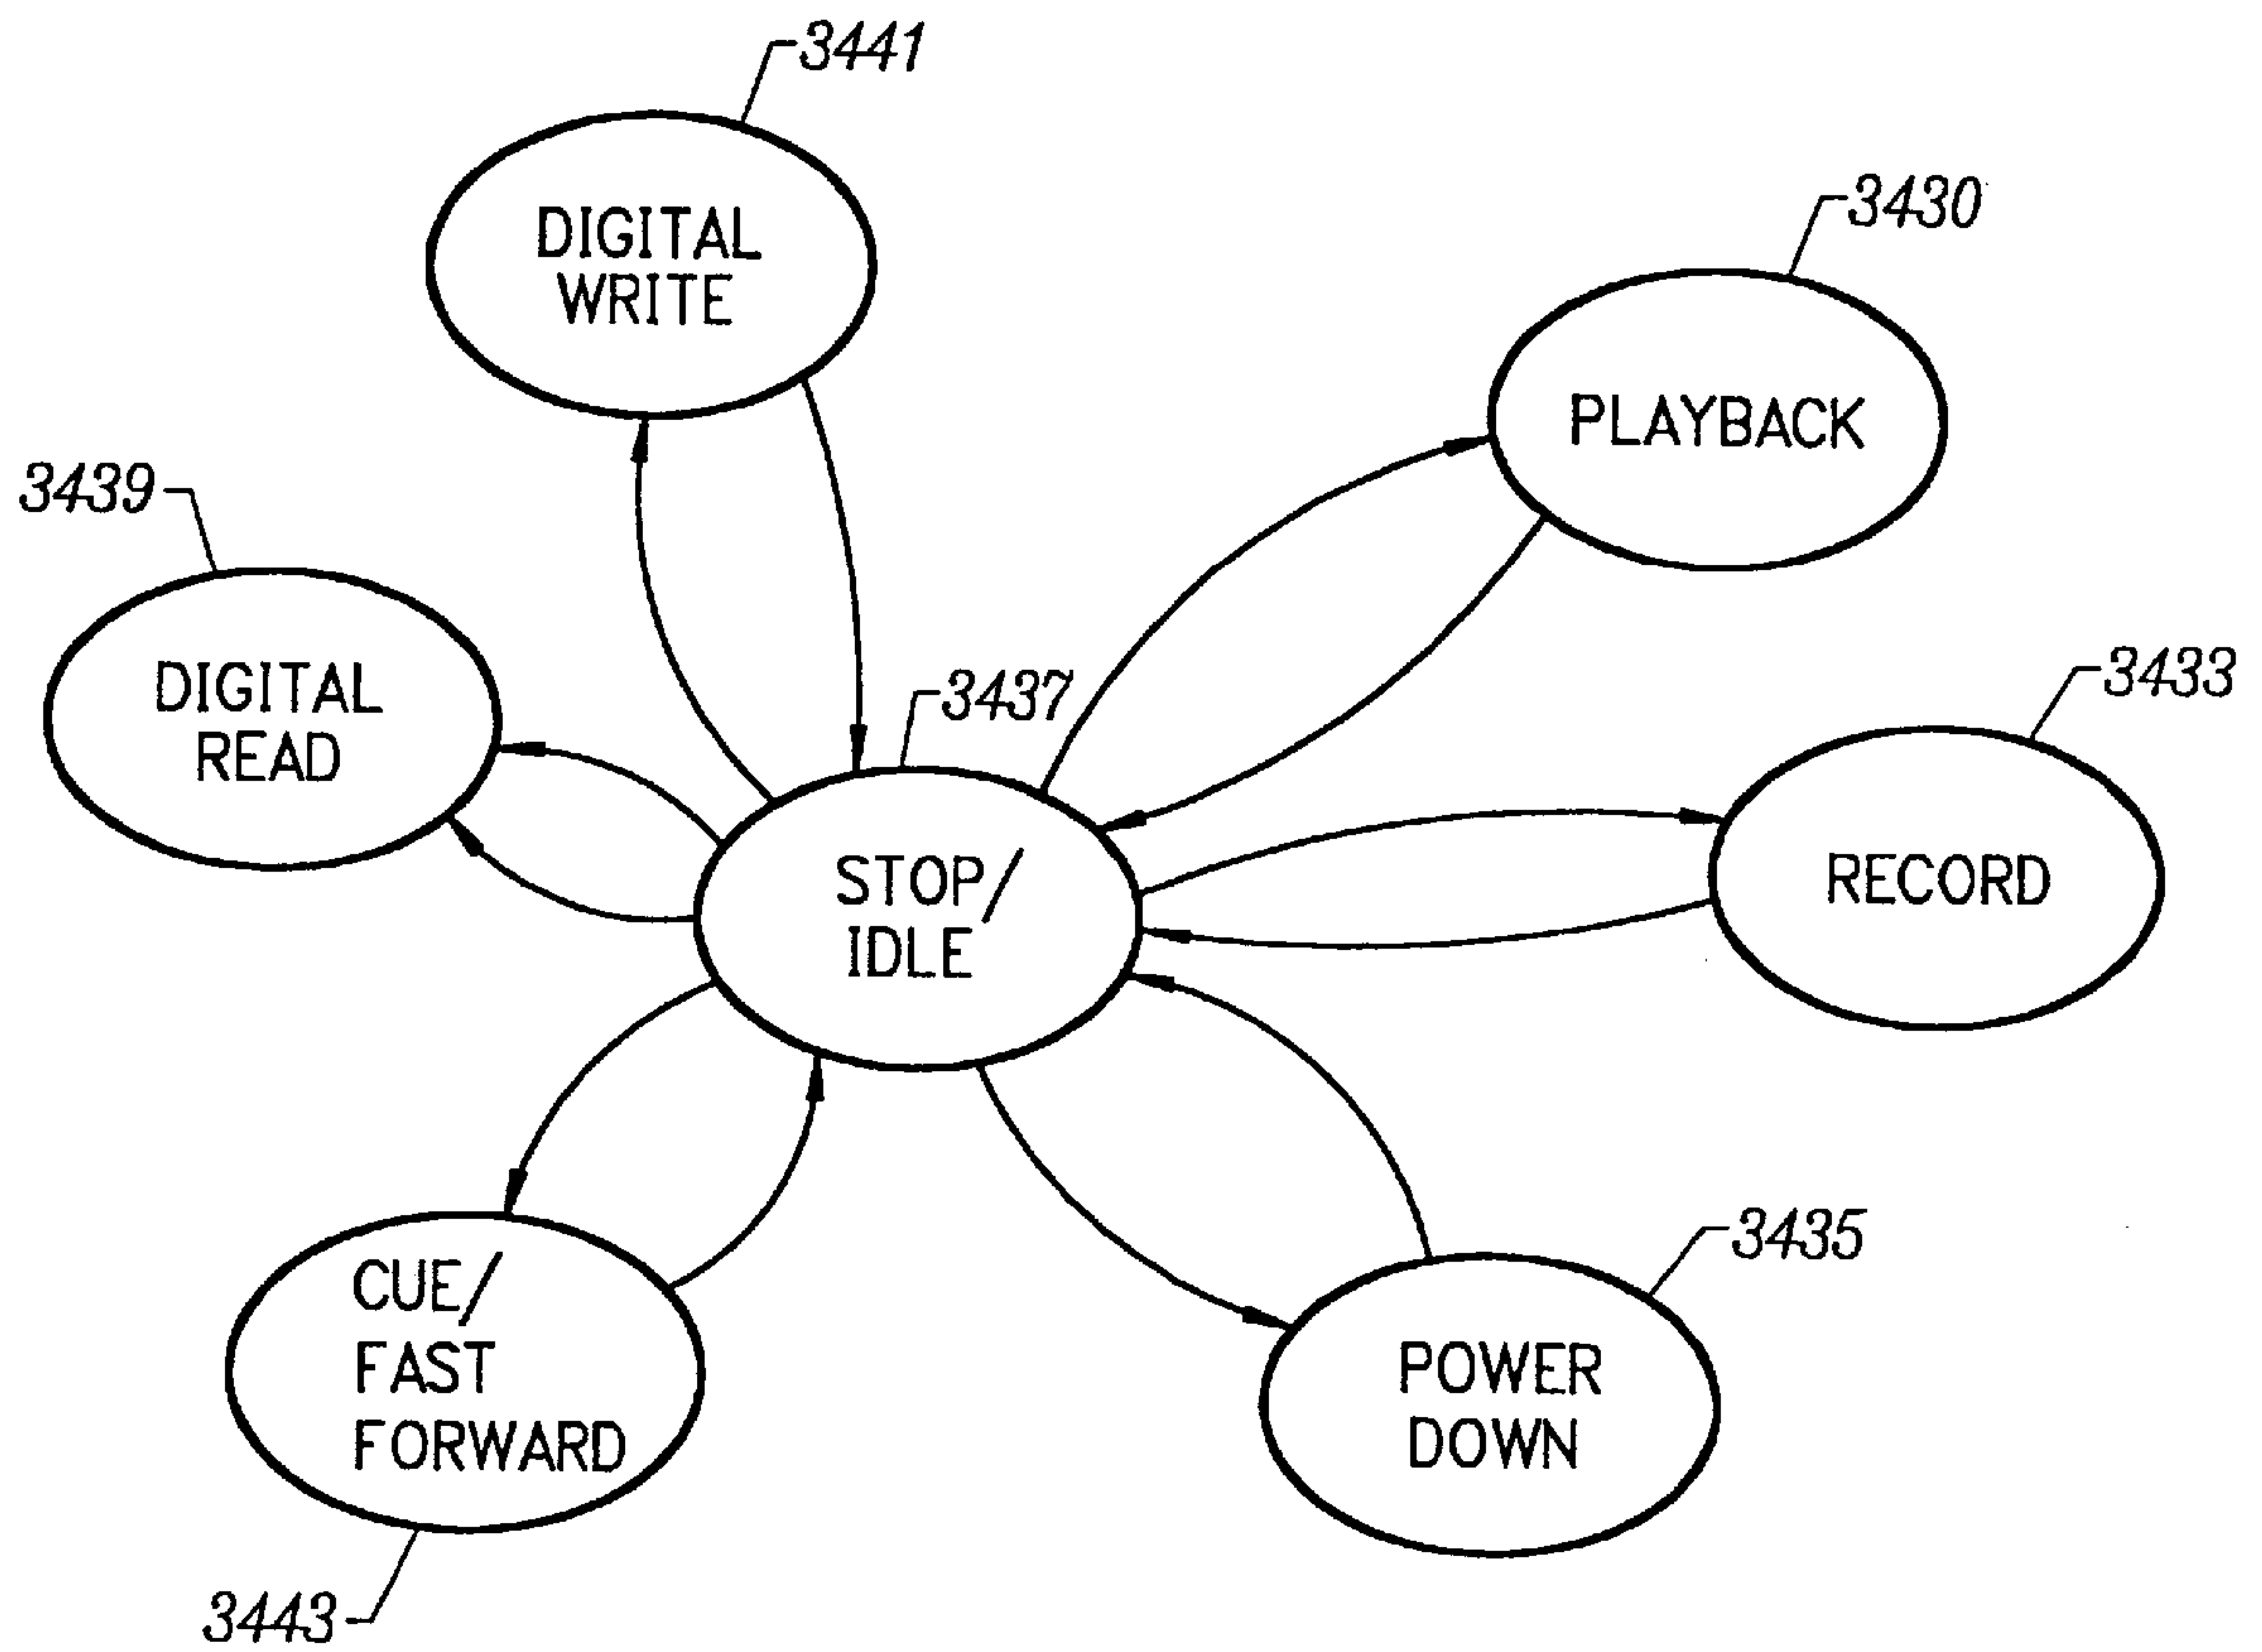 3441
DIGITAL
WRITE
3430
PLAYBACK
3439
DIGITAL
READ
3437
STOP/
IDLE
3433
RECORD
CUE/
FAST
FORWARD
3443
3435
POWER
DOWN